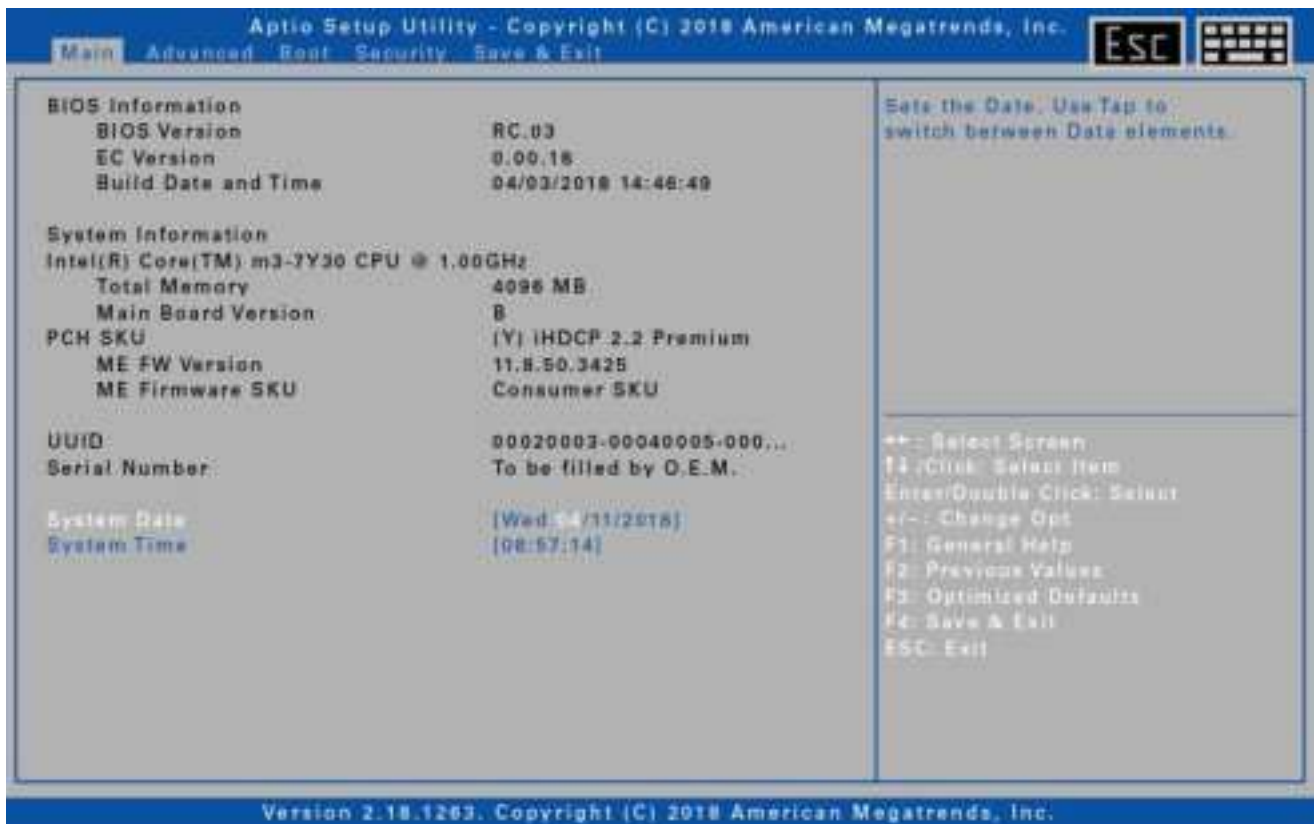 Aptio Setup Utility - Copyright (C) 2018 American Megatrends, Inc.
Main Advanced Boot Security Save & Exit
ESC
BIOS Information
BIOS Version RC.03
EC Version 0.00.18
Build Date and Time 04/03/2018 14:46:49
System Information
Intel(R) Core(TM) m3-7Y30 CPU @ 1.00GHz
Total Memory 4096 MB
Main Board Version B
PCH SKU (Y) iHDCP 2.2 Premium
ME FW Version 11.8.50.3425
ME Firmware SKU Consumer SKU
UUID 00020003-00040005-000...
Serial Number To be filled by O.E.M.
System Date [Wed /11/2018]
System Time [08:57:14]
Sets the Date. Use Tap to
switch between Data elements.
: Select Screen
↑↓/Click: Select Item
Enter/Double Click: Select
+/-: Change Opt
F1: General Help
F2: Previous Values
F3: Optimized Defaults
F4: Save & Exit
ESC: Exit
Version 2.18.1263. Copyright (C) 2018 American Megatrends, Inc.